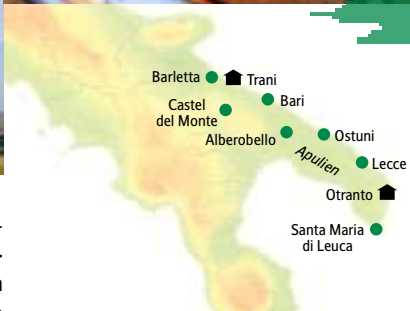 Barletta
Trani
Castel
del Monte
Bari
Alberobello
Ostuni
Apulien
Lecce
Otranto
Santa Maria
di Leuca